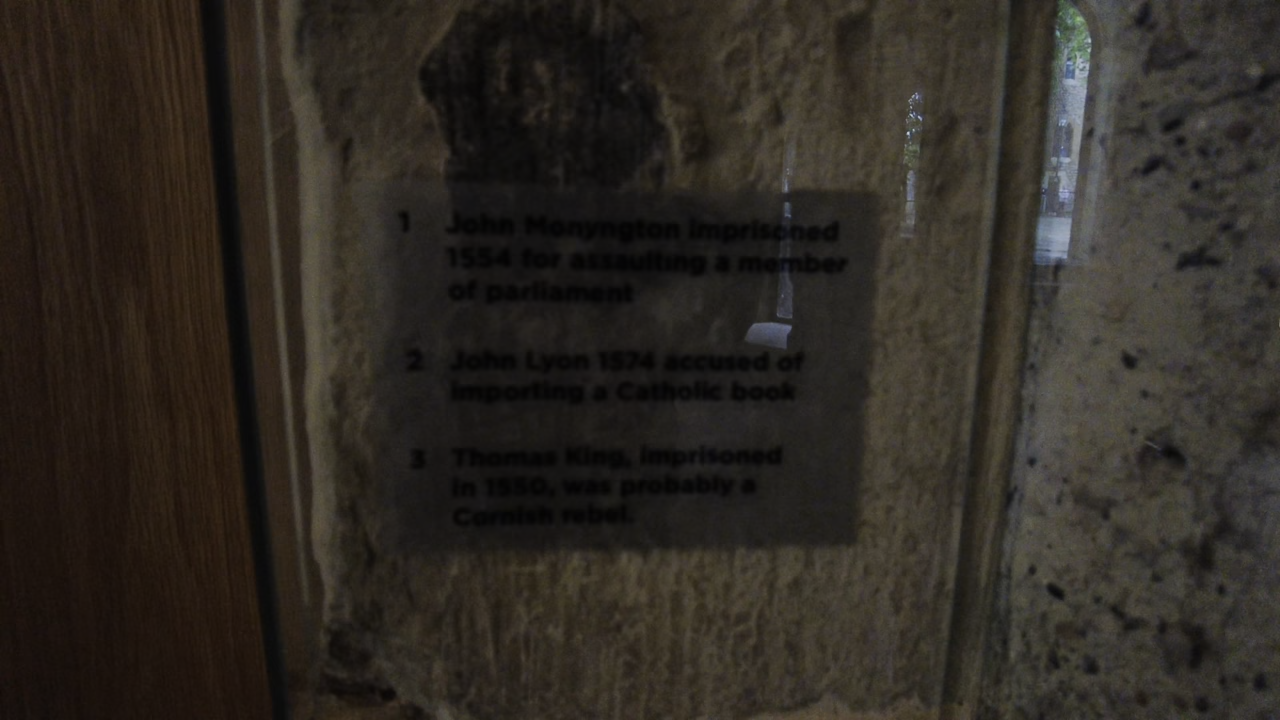 1 John Monyngton imprisoned
1554 for assaulting a member
of parliament
2 John Lyon 1574 accused of
importing a Catholic book
3 Thomas King, imprisoned
in 1550, was probably a
Cornish rebel.